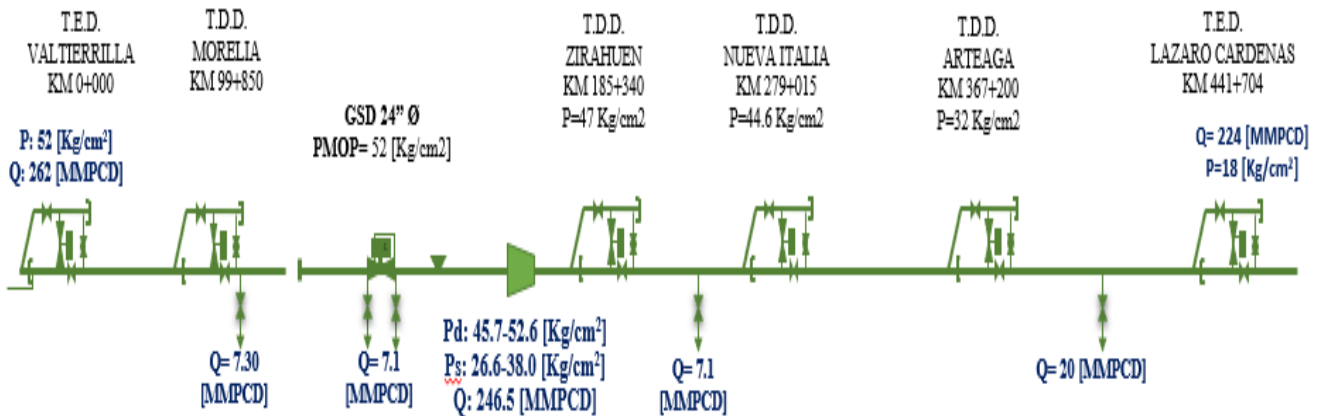 T.E.D.
VALTIERRILLA
KM 0+000
P: 52 [Kg/cm²]
Q: 262 [MMPCD]
T.D.D.
MORELIA
KM 99+850
GSD 24” Ø
PMOP= 52 [Kg/cm2]
T.D.D.
ZIRAHUEN
KM 185+340
P=47 Kg/cm2
T.D.D.
NUEVA ITALIA
KM 279+015
P=44.6 Kg/cm2
T.D.D.
ARTEAGA
KM 367+200
P=32 Kg/cm2
T.E.D.
LAZARO CARDENAS
KM 441+704
Q= 224 [MMPCD]
P=18 [Kg/cm²]
Q= 7.30
[MMPCD]
Q= 7.1
[MMPCD]
Pd: 45.7-52.6 [Kg/cm²]
Ps: 26.6-38.0 [Kg/cm²]
Q: 246.5 [MMPCD]
Q= 7.1
[MMPCD]
Q= 20 [MMPCD]